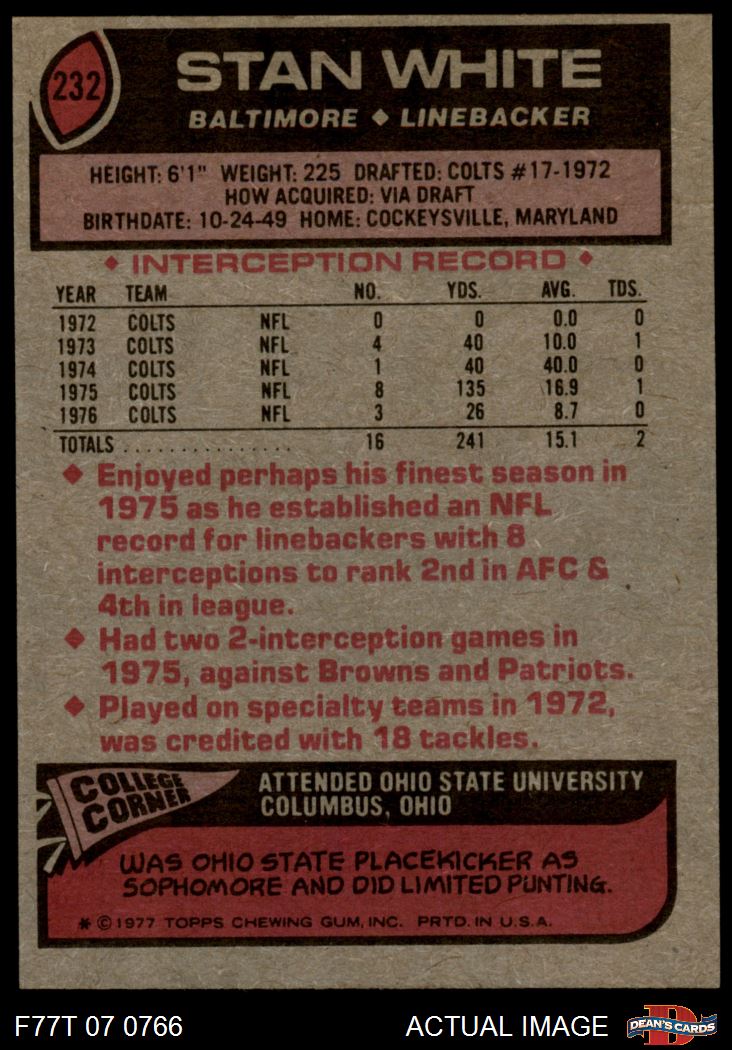 232
STAN WHITE
BALTIMORE ◆ LINEBACKER
HEIGHT: 6'1" WEIGHT: 225 DRAFTED: COLTS #17-1972
HOW ACQUIRED: VIA DRAFT
BIRTHDATE: 10-24-49 HOME: COCKEYSVILLE, MARYLAND
◆ INTERCEPTION RECORD ◆
YEAR TEAM NO. YDS. AVG. TDS.
1972 COLTS NFL 0 0 0.0 0
1973 COLTS NFL 4 40 10.0 1
1974 COLTS NFL 1 40 40.0 0
1975 COLTS NFL 8 135 16.9 1
1976 COLTS NFL 3 26 8.7 0
TOTALS ................ 16 241 15.1 2
◆ Enjoyed perhaps his finest season in
1975 as he established an NFL
record for linebackers with 8
interceptions to rank 2nd in AFC &
4th in league.
◆ Had two 2-interception games in
1975, against Browns and Patriots.
◆ Played on specialty teams in 1972,
was credited with 18 tackles.
COLLEGE
CORNER
ATTENDED OHIO STATE UNIVERSITY
COLUMBUS, OHIO
WAS OHIO STATE PLACEKICKER AS
SOPHOMORE AND DID LIMITED PUNTING.
* © 1977 TOPPS CHEWING GUM, INC. PRTD. IN U.S.A.
F77T 07 0766 ACTUAL IMAGE
D
DEAN'S CARDS